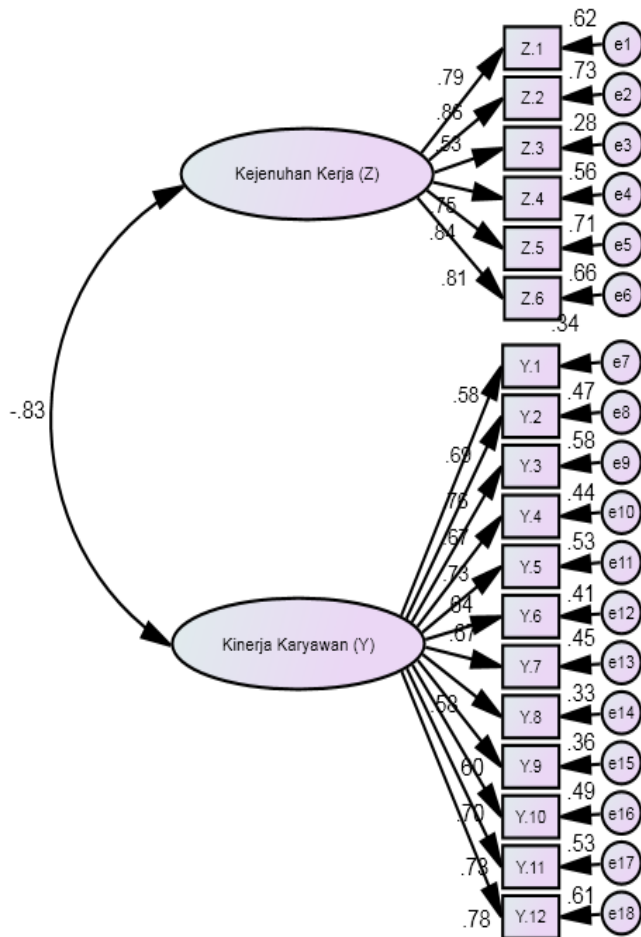 .62
Z.1
e1
.79
.73
Z.2
e2
.86
.28
Z.3
e3
.53
.56
Kejenuhan Kerja (Z)
Z.4
e4
.75
.71
Z.5
e5
.84
.66
.81
Z.6
e6
.34
Y.1
e7
.58
.47
Y.2
e8
-.83
.69
.58
Y.3
e9
.76
.44
Y.4
e10
.67
.53
Y.5
e11
.73
.41
.64
Y.6
e12
.67
.45
Kinerja Karyawan (Y)
Y.7
e13
.33
.58
Y.8
e14
.36
Y.9
e15
.60
.49
Y.10
e16
.70
.53
Y.11
e17
.73
.61
.78
Y.12
e18